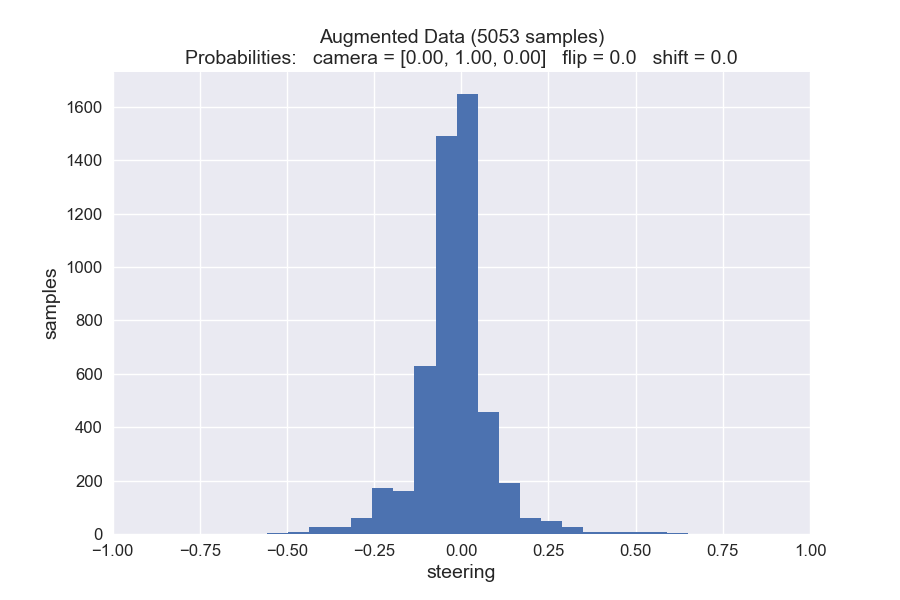 Augmented Data (5053 samples)
Probabilities:   camera = [0.00, 1.00, 0.00]   flip = 0.0   shift = 0.0
1600
1400
1200
1000
800
600
400
200
0
samples
−1.00 −0.75 −0.50 −0.25 0.00 0.25 0.50 0.75 1.00
steering